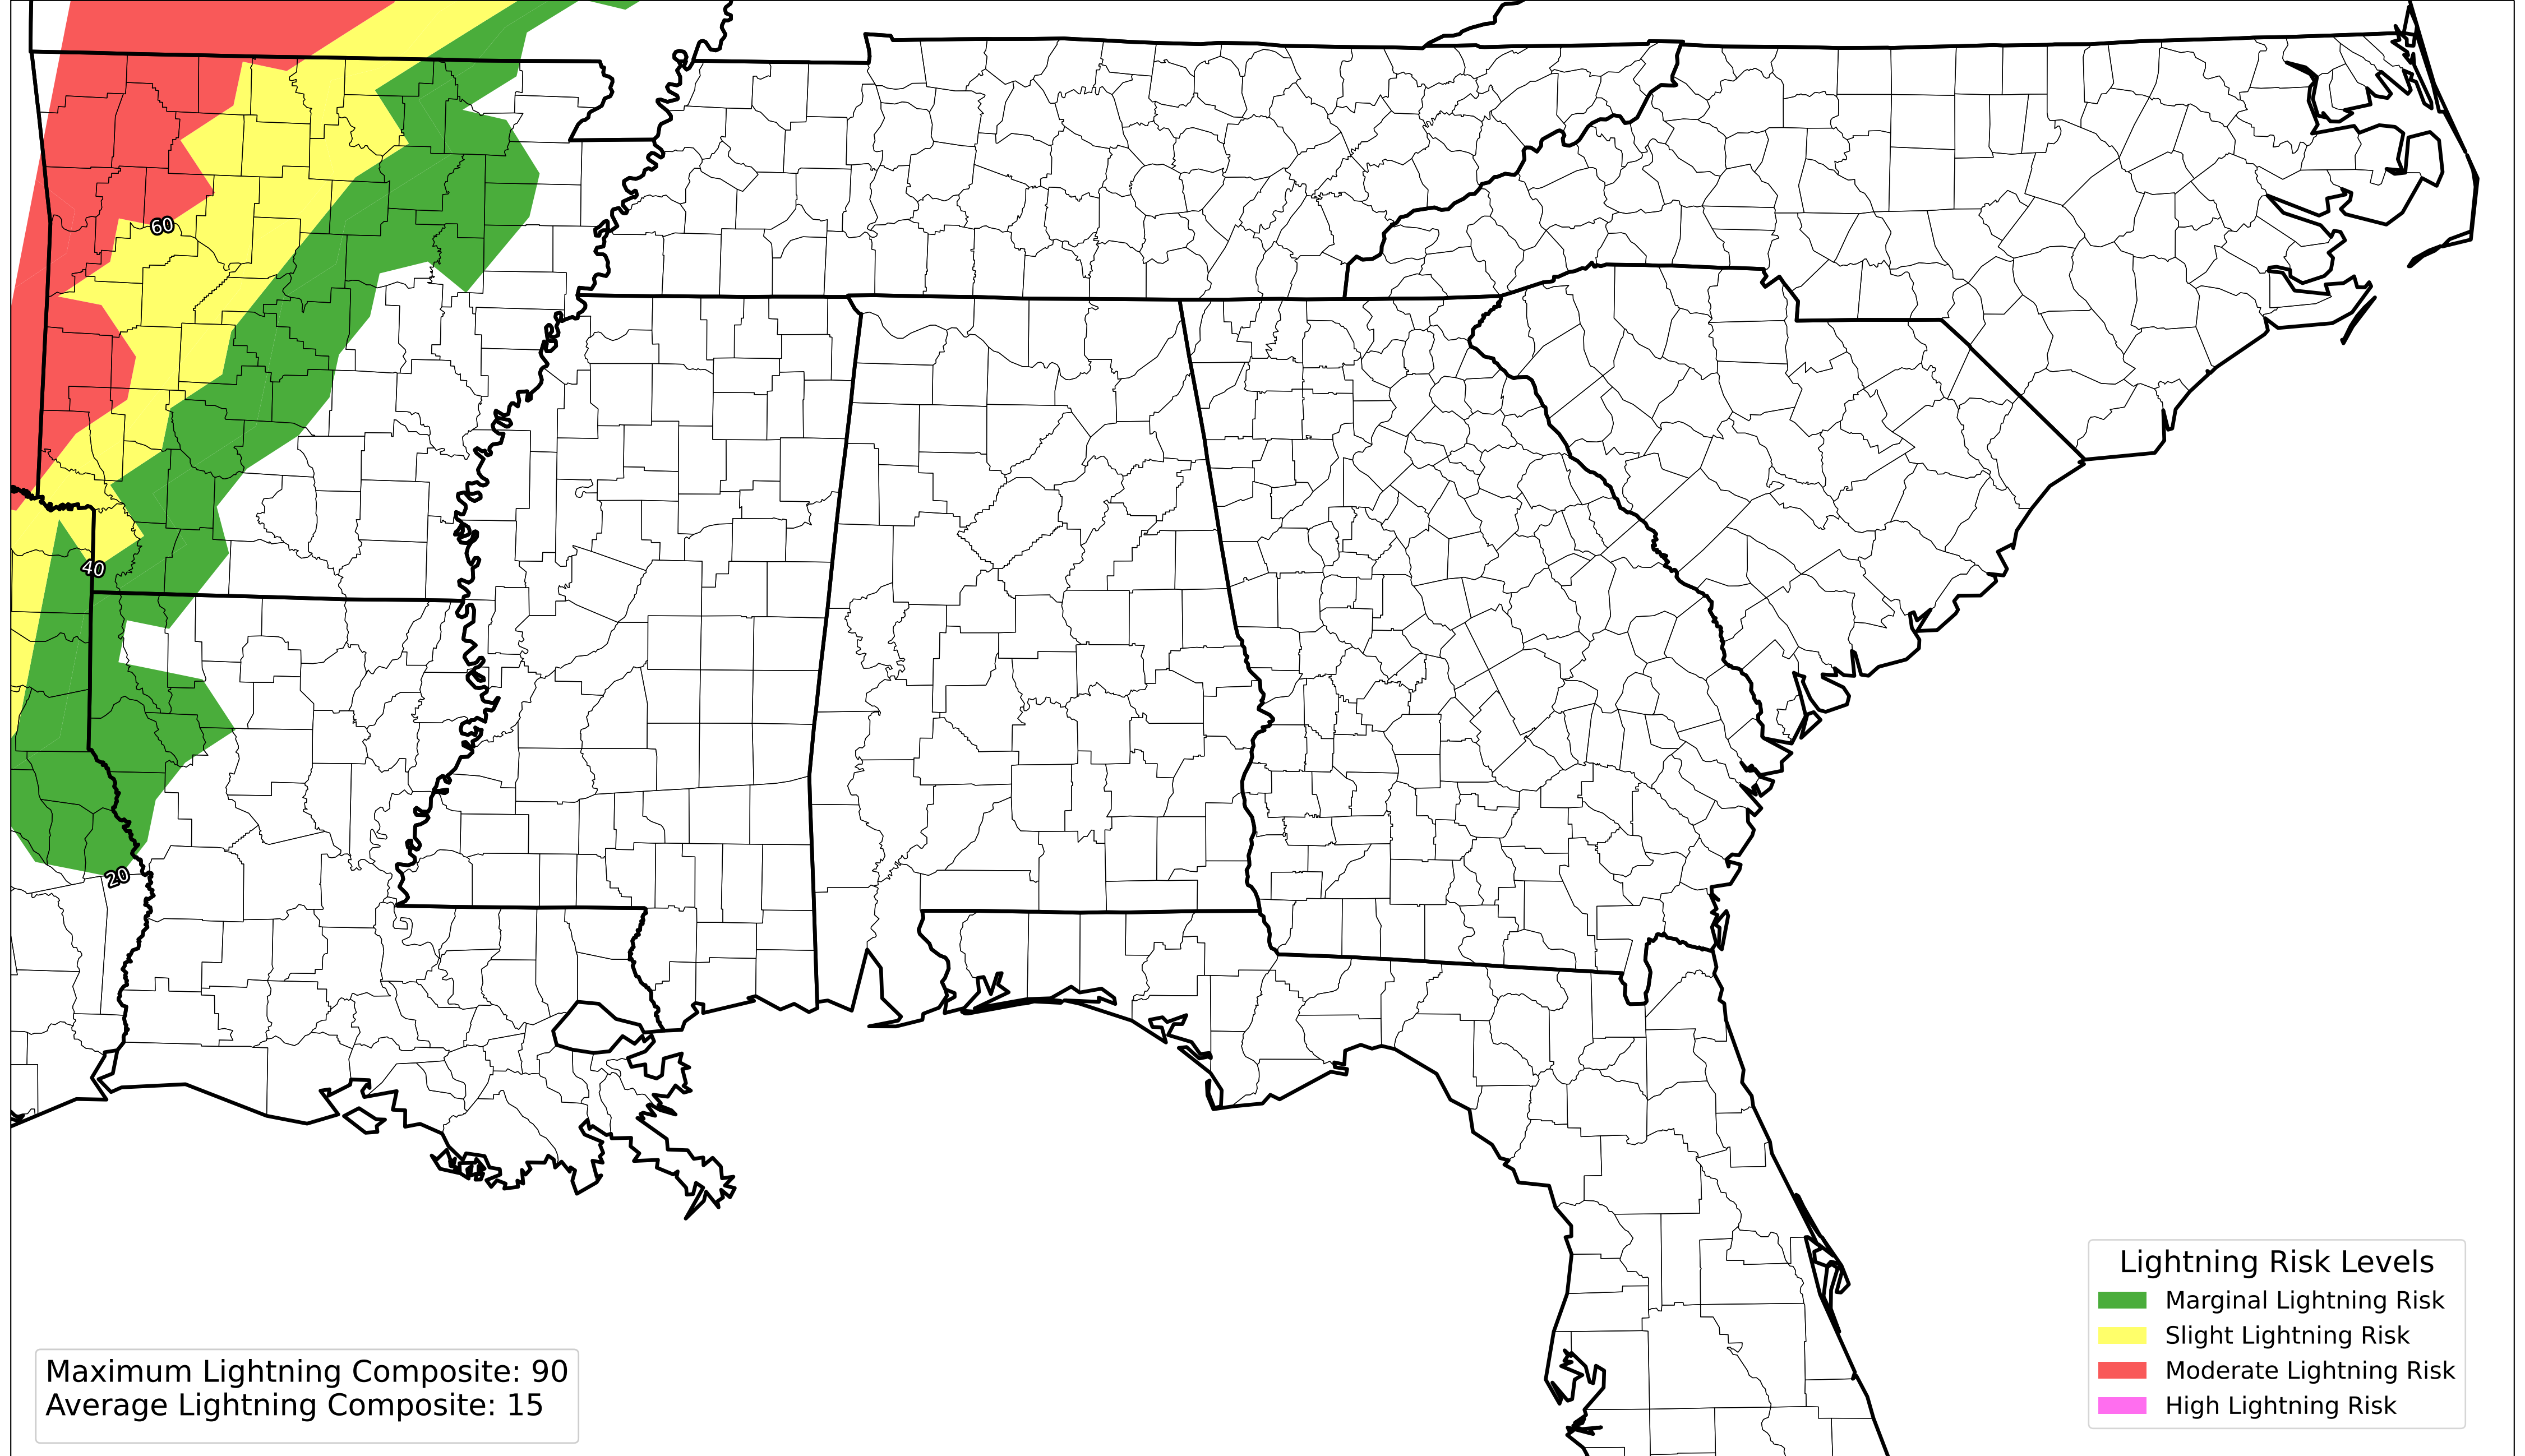 60
40
20
Lightning Risk Levels
Marginal Lightning Risk
Slight Lightning Risk
Moderate Lightning Risk
High Lightning Risk
Maximum Lightning Composite: 90
Average Lightning Composite: 15